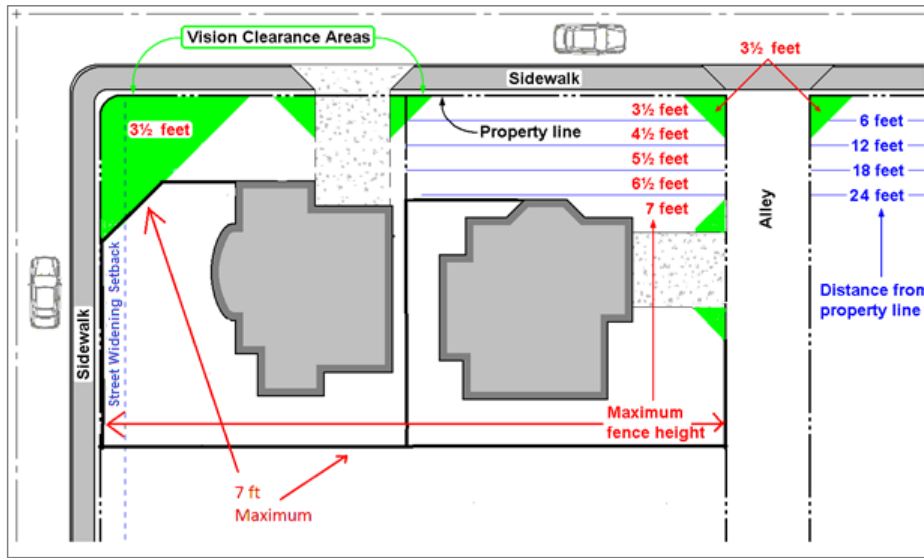 Vision Clearance Areas
3½ feet
Sidewalk
3½ feet
Property line
3½ feet
4½ feet
5½ feet
6½ feet
7 feet
6 feet
12 feet
18 feet
24 feet
Alley
Distance from
property line
Sidewalk
Street Widening Setback
Maximum
fence height
7 ft
Maximum